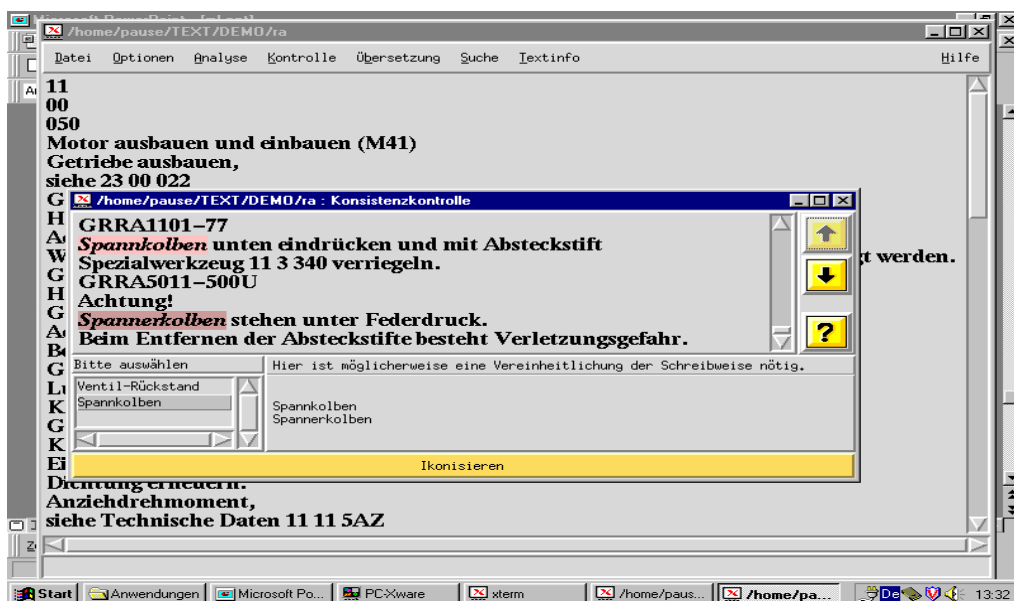 Microsoft PowerPoint - [mLopt]
/home/pause/TEXT/DEMO/ra
Datei Optionen Analyse Kontrolle Übersetzung Suche Textinfo Hilfe
11
00
050
Motor ausbauen und einbauen (M41)
Getriebe ausbauen,
siehe 23 00 022
/home/pause/TEXT/DEMO/ra : Konsistenzkontrolle
GRRA1101-77
Spannkolben unten eindrücken und mit Absteckstift
Spezialwerkzeug 11 3 340 verriegeln.
GRRA5011-500U
Achtung!
Spannerkolben stehen unter Federdruck.
Beim Entfernen der Absteckstifte besteht Verletzungsgefahr.
t werden.
?
Bitte auswählen
Hier ist möglicherweise eine Vereinheitlichung der Schreibweise nötig.
Ventil-Rückstand
Spannkolben
Spannkolben
Spannerkolben
Ikonisieren
Dichtung erneuern.
Anziehdrehmoment,
siehe Technische Daten 11 11 5AZ
Start Anwendungen Microsoft Po... PC-Xware xterm /home/paus... /home/pa... De 13:32